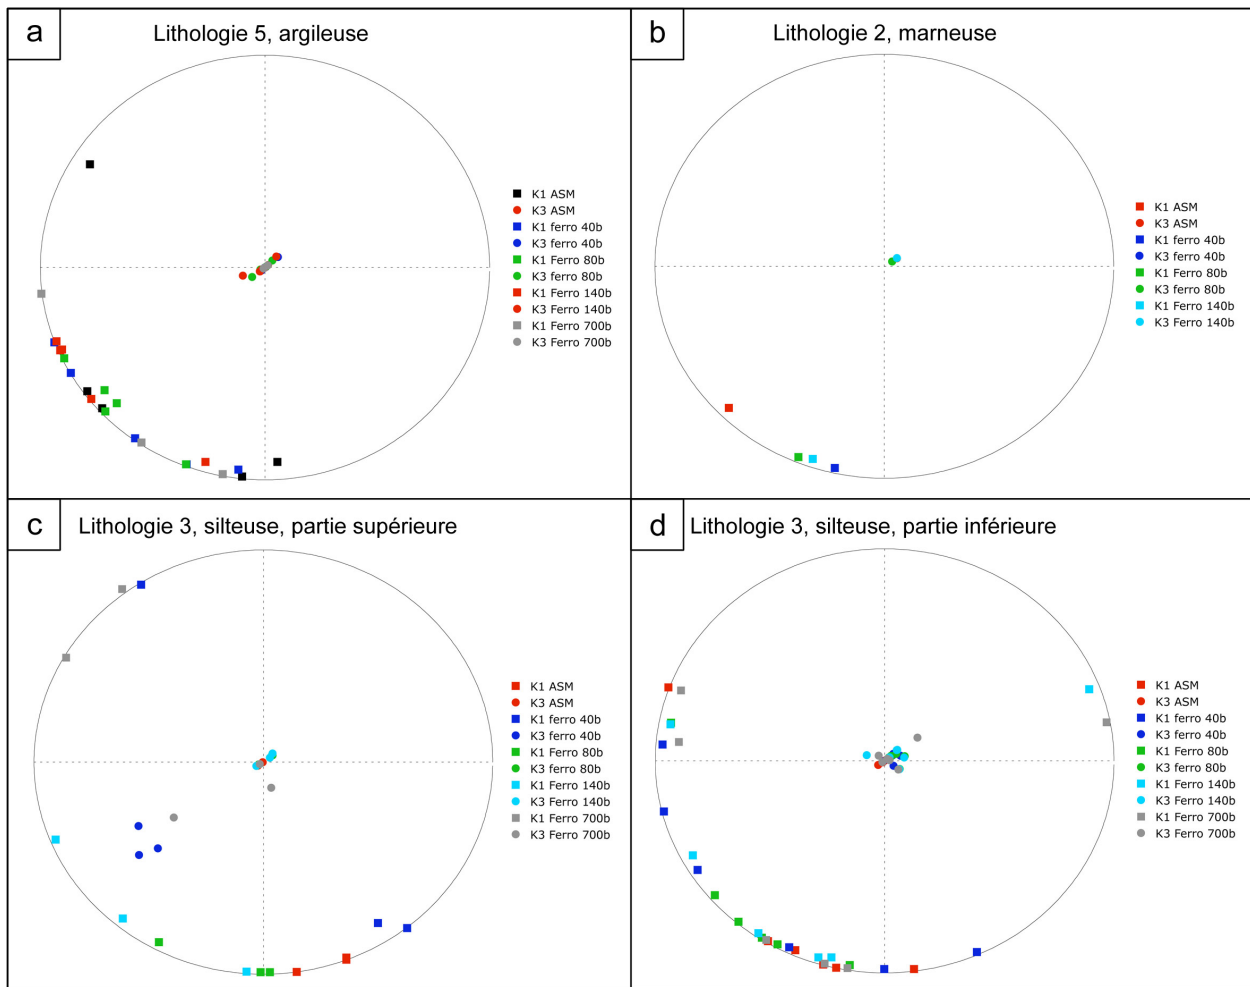 a
Lithologie 5, argileuse
K1 ASM
K3 ASM
K1 ferro 40b
K3 ferro 40b
K1 Ferro 80b
K3 ferro 80b
K1 Ferro 140b
K3 Ferro 140b
K1 Ferro 700b
K3 Ferro 700b
b
Lithologie 2, marneuse
K1 ASM
K3 ASM
K1 ferro 40b
K3 ferro 40b
K1 Ferro 80b
K3 ferro 80b
K1 Ferro 140b
K3 Ferro 140b
c
Lithologie 3, silteuse, partie supérieure
K1 ASM
K3 ASM
K1 ferro 40b
K3 ferro 40b
K1 Ferro 80b
K3 ferro 80b
K1 Ferro 140b
K3 Ferro 140b
K1 Ferro 700b
K3 Ferro 700b
d
Lithologie 3, silteuse, partie inférieure
K1 ASM
K3 ASM
K1 ferro 40b
K3 ferro 40b
K1 Ferro 80b
K3 ferro 80b
K1 Ferro 140b
K3 Ferro 140b
K1 Ferro 700b
K3 Ferro 700b